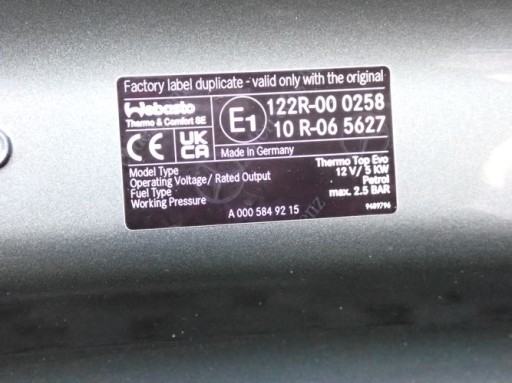 Factory label duplicate - valid only with the original
Webasto
Thermo & Comfort SE
E1
122R-00 0258
10 R-06 5627
CE
UK
CA
Made in Germany
Model Type Thermo Top Evo
Operating Voltage/ Rated Output 12 V/ 5 KW
Fuel Type Petrol
Working Pressure max. 2.5 BAR
A 000 584 92 15
9489796